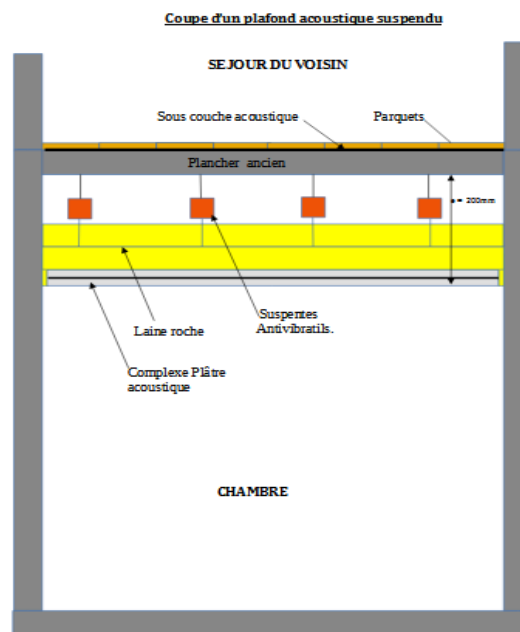 Coupe d'un plafond acoustique suspendu
SEJOUR DU VOISIN
Sous couche acoustique
Parquets
Plancher ancien
= 200mm
Suspentes
Antivibratils.
Laine roche
Complexe Plâtre
acoustique
CHAMBRE